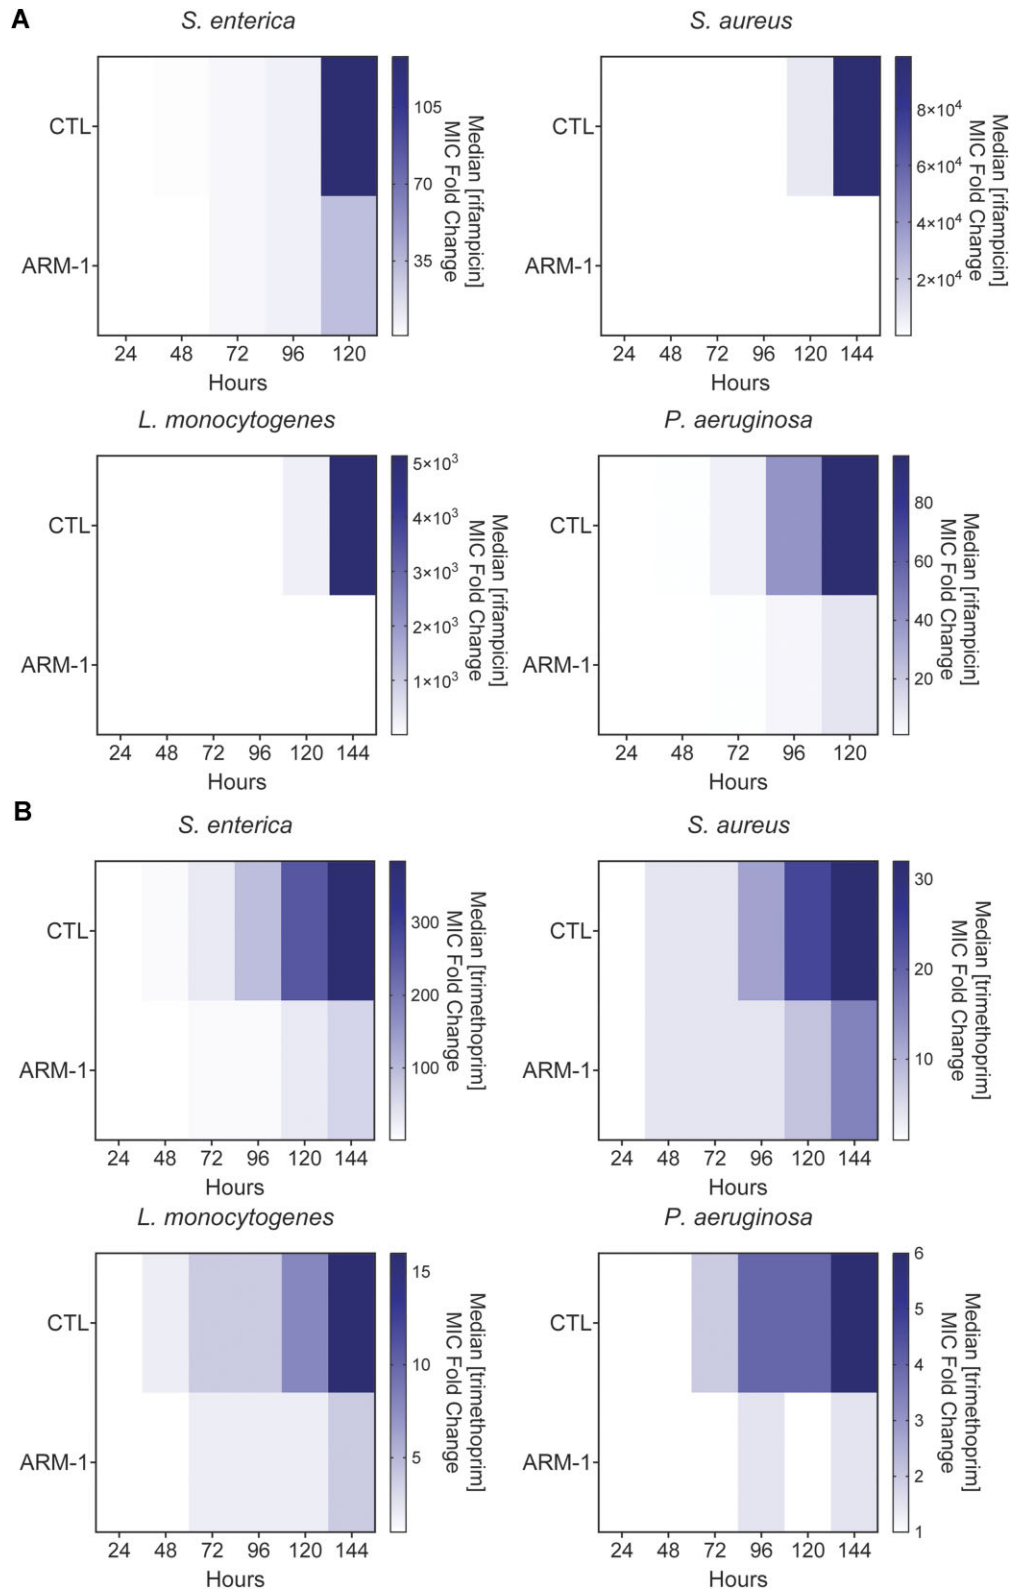 A
S. enterica
CTL
ARM-1
24 48 72 96 120
Hours
105
70
35
Median [rifampicin]
MIC Fold Change
S. aureus
CTL
ARM-1
24 48 72 96 120 144
Hours
8×10⁴
6×10⁴
4×10⁴
2×10⁴
Median [rifampicin]
MIC Fold Change
L. monocytogenes
CTL
ARM-1
24 48 72 96 120 144
Hours
5×10³
4×10³
3×10³
2×10³
1×10³
Median [rifampicin]
MIC Fold Change
P. aeruginosa
CTL
ARM-1
24 48 72 96 120
Hours
80
60
40
20
Median [rifampicin]
MIC Fold Change
B
S. enterica
CTL
ARM-1
24 48 72 96 120 144
Hours
300
200
100
Median [trimethoprim]
MIC Fold Change
S. aureus
CTL
ARM-1
24 48 72 96 120 144
Hours
30
20
10
Median [trimethoprim]
MIC Fold Change
L. monocytogenes
CTL
ARM-1
24 48 72 96 120 144
Hours
15
10
5
Median [trimethoprim]
MIC Fold Change
P. aeruginosa
CTL
ARM-1
24 48 72 96 120 144
Hours
6
5
4
3
2
1
Median [trimethoprim]
MIC Fold Change